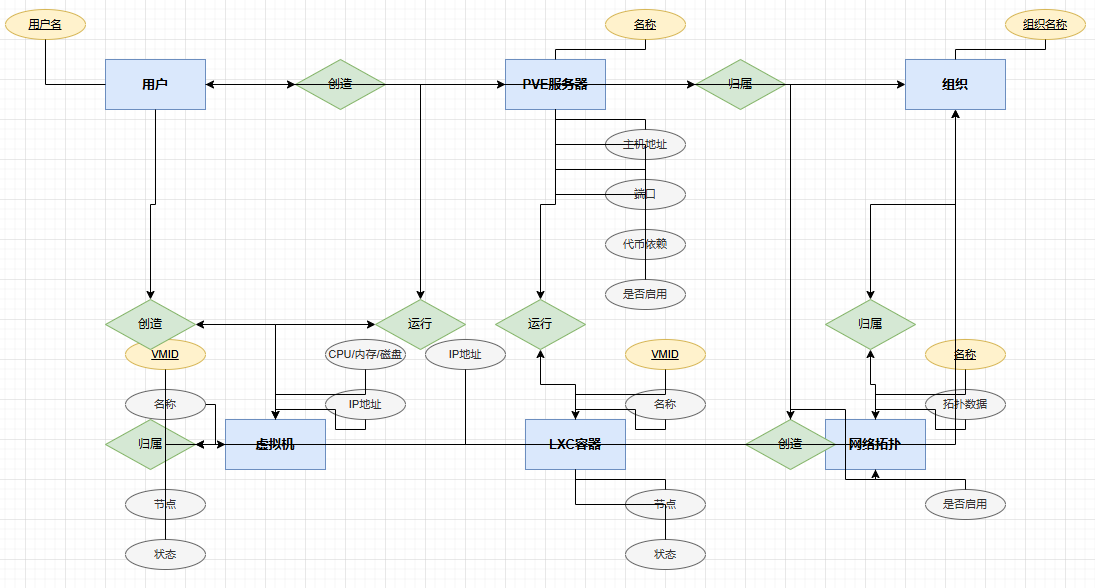 用户名
名称
组织名称
用户
创造
PVE服务器
归属
组织
主机地址
端口
代币依赖
是否启用
创造
运行
运行
归属
VMID
CPU/内存/磁盘
IP地址
VMID
名称
名称
IP地址
名称
拓扑数据
归属
虚拟机
LXC容器
创造
网络拓扑
节点
节点
是否启用
状态
状态